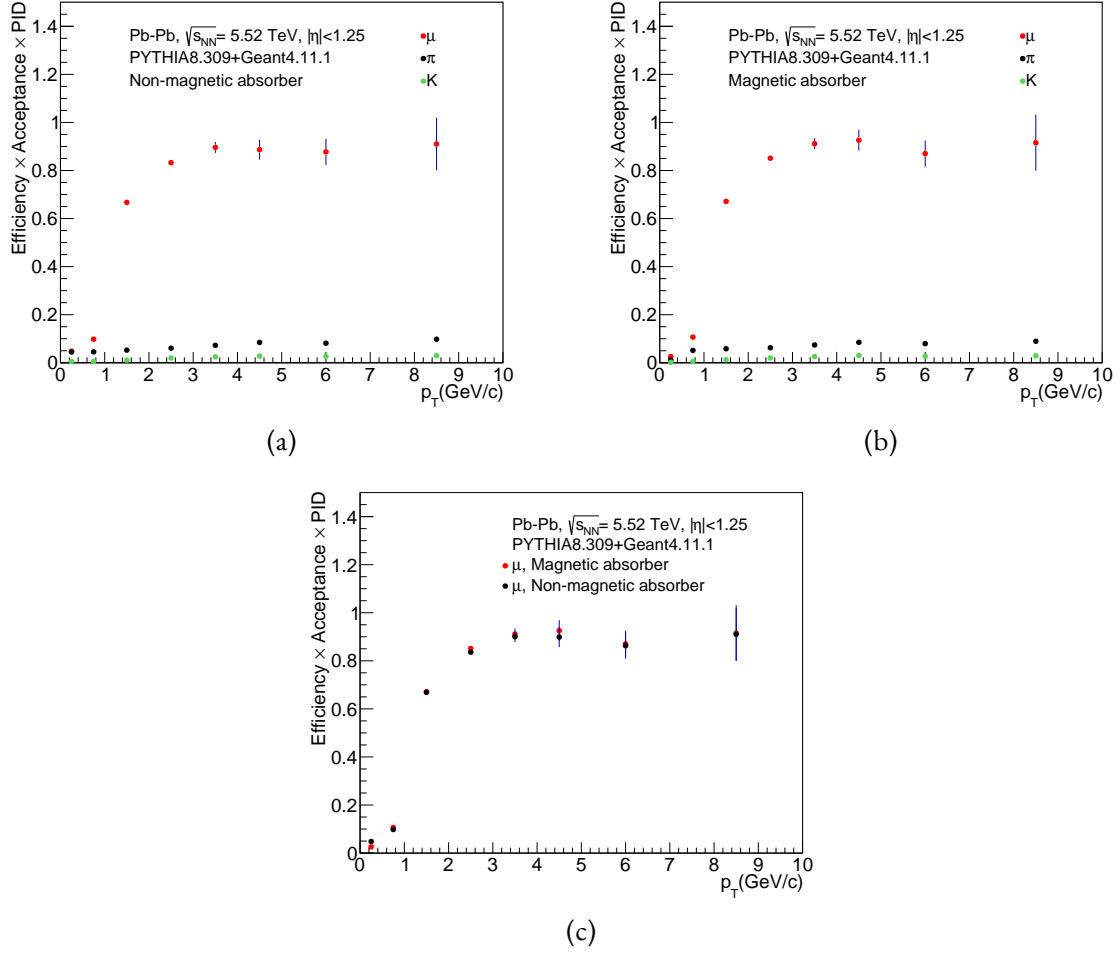 Efficiency × Acceptance × PID
1.4
1.2
1
0.8
0.6
0.4
0.2
0
Pb-Pb, √s_NN = 5.52 TeV, |η|<1.25
PYTHIA8.309+Geant4.11.1
Non-magnetic absorber
μ
π
K
0 1 2 3 4 5 6 7 8 9 10
p_T(GeV/c)
(a)
Efficiency × Acceptance × PID
1.4
1.2
1
0.8
0.6
0.4
0.2
0
Pb-Pb, √s_NN = 5.52 TeV, |η|<1.25
PYTHIA8.309+Geant4.11.1
Magnetic absorber
μ
π
K
0 1 2 3 4 5 6 7 8 9 10
p_T(GeV/c)
(b)
Efficiency × Acceptance × PID
1.4
1.2
1
0.8
0.6
0.4
0.2
0
Pb-Pb, √s_NN = 5.52 TeV, |η|<1.25
PYTHIA8.309+Geant4.11.1
μ, Magnetic absorber
μ, Non-magnetic absorber
0 1 2 3 4 5 6 7 8 9 10
p_T(GeV/c)
(c)